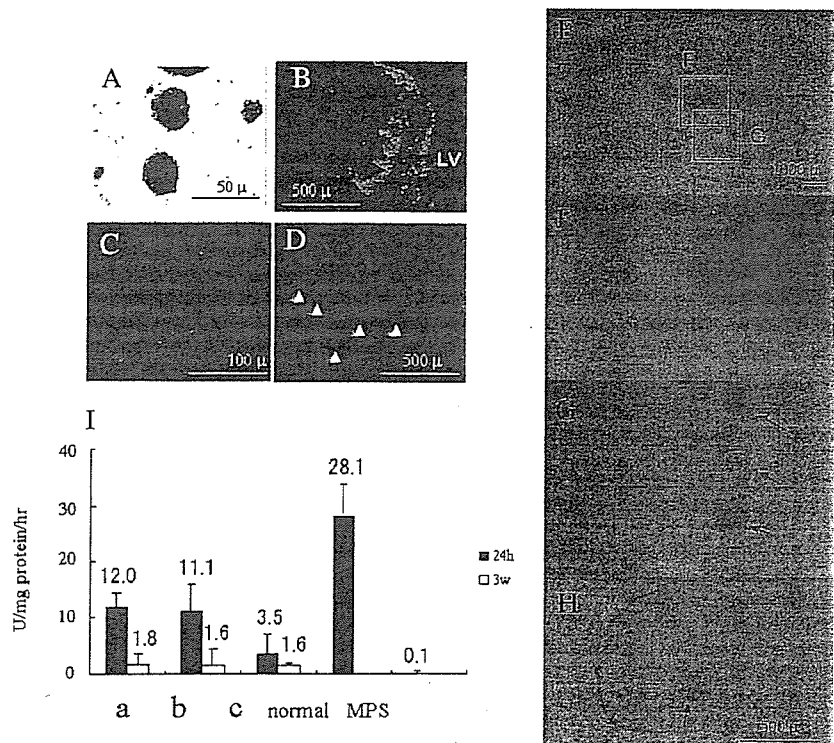 A
50 µ
B
LV
500 µ
C
100 µ
D
500 µ
E
G
F
G
H
I
U/mg protein/hr
40
30
20
10
0
12.0
1.8
11.1
1.6
3.5
1.6
28.1
0.1
24h
3w
a b c normal MPS